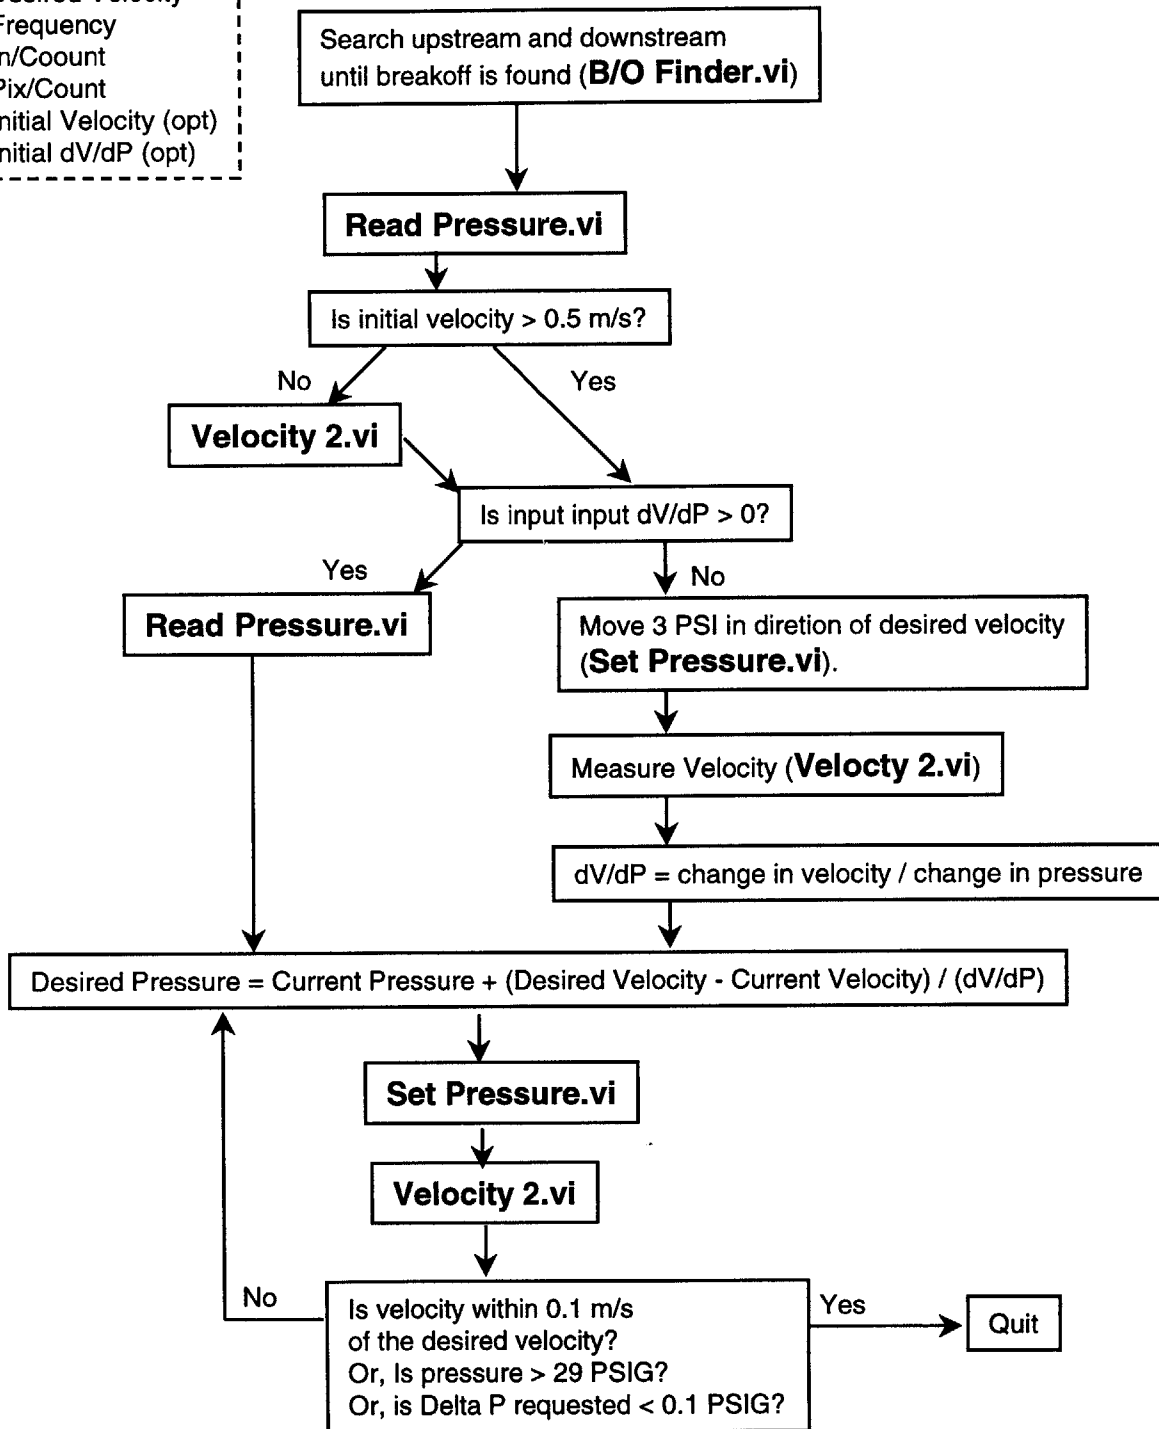 Desired Velocity
Frequency
n/Coount
Pix/Count
nitial Velocity (opt)
nitial dV/dP (opt)
Search upstream and downstream
until breakoff is found (B/O Finder.vi)
Read Pressure.vi
Is initial velocity > 0.5 m/s?
No
Yes
Velocity 2.vi
Is input input dV/dP > 0?
Yes
No
Read Pressure.vi
Move 3 PSI in diretion of desired velocity
(Set Pressure.vi).
Measure Velocity (Velocty 2.vi)
dV/dP = change in velocity / change in pressure
Desired Pressure = Current Pressure + (Desired Velocity - Current Velocity) / (dV/dP)
Set Pressure.vi
Velocity 2.vi
No
Is velocity within 0.1 m/s
of the desired velocity?
Or, Is pressure > 29 PSIG?
Or, is Delta P requested < 0.1 PSIG?
Yes
Quit